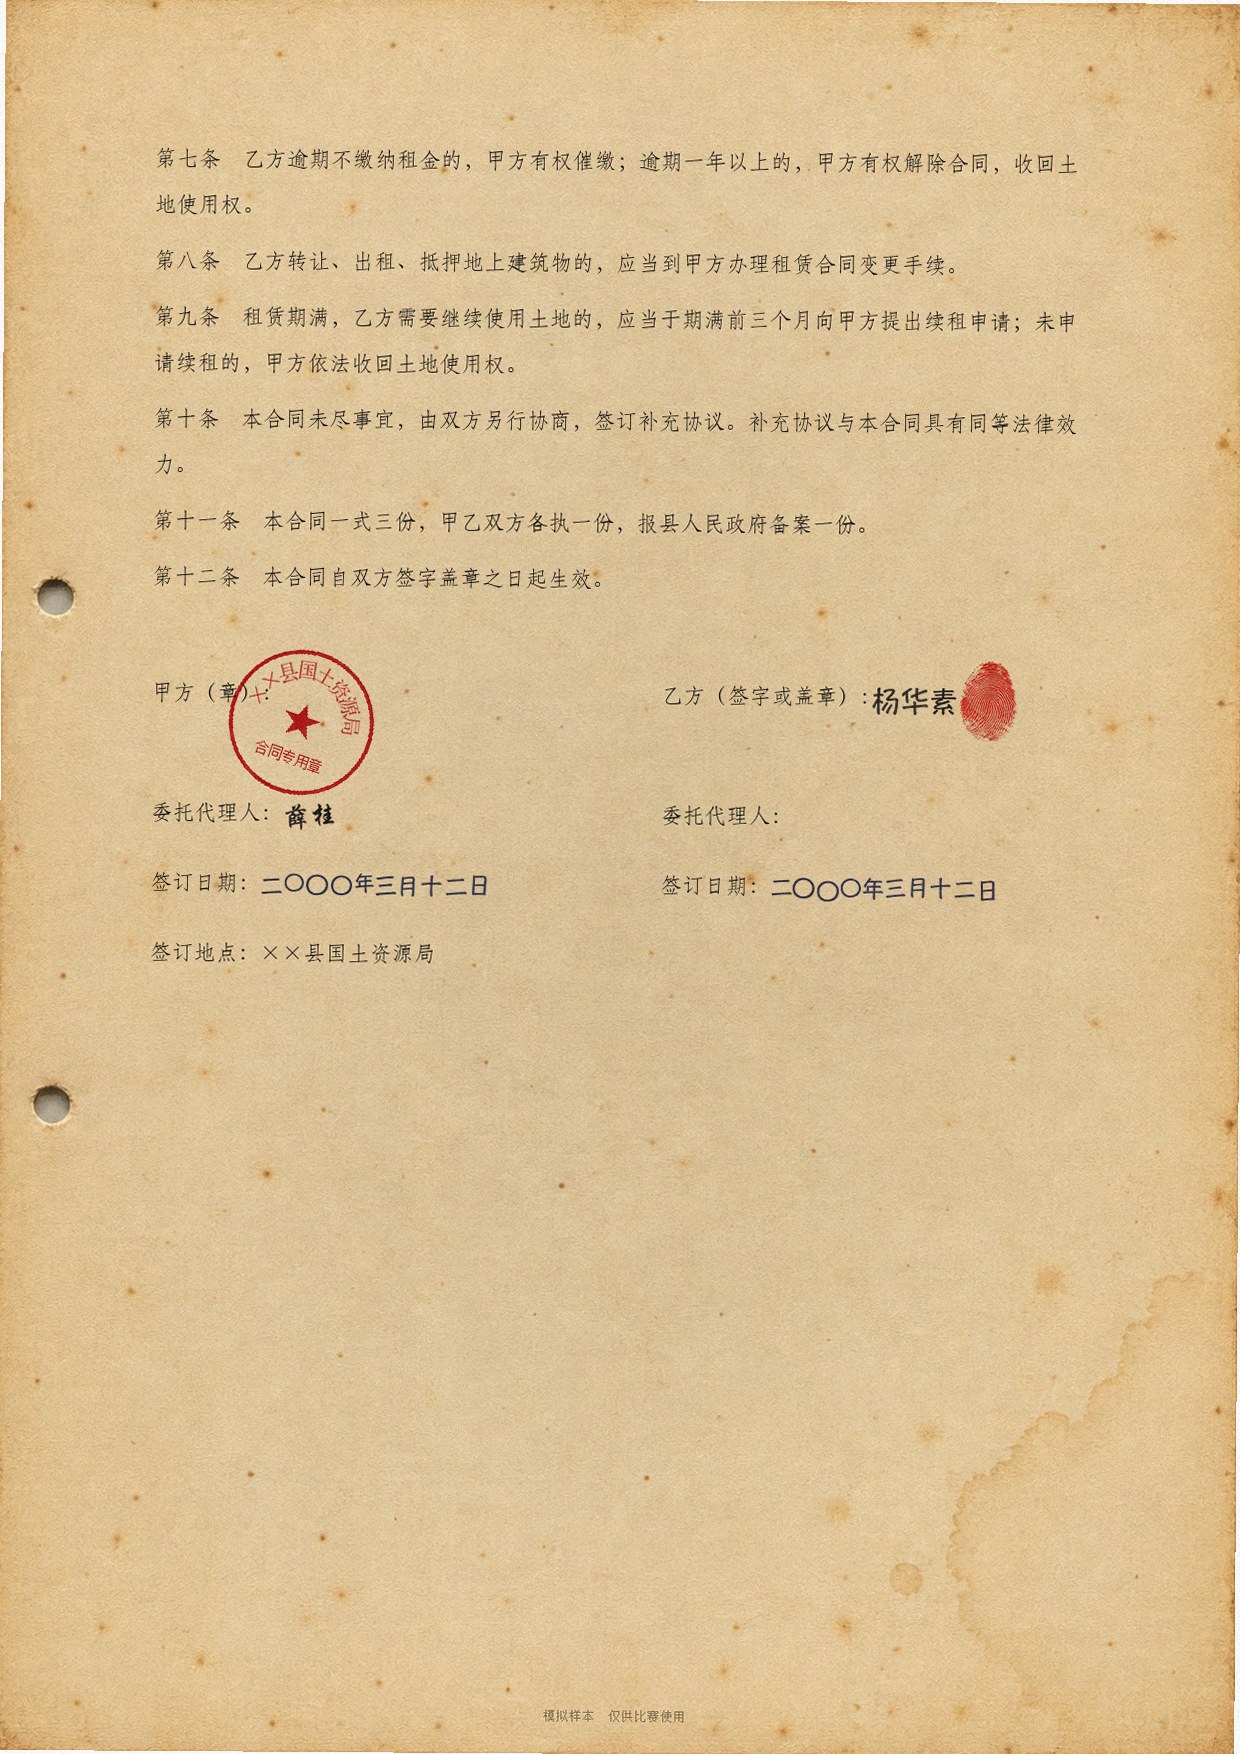 第七条　乙方逾期不缴纳租金的，甲方有权催缴；逾期一年以上的，甲方有权解除合同，收回土
地使用权。
第八条　乙方转让、出租、抵押地上建筑物的，应当到甲方办理租赁合同变更手续。
第九条　租赁期满，乙方需要继续使用土地的，应当于期满前三个月向甲方提出续租申请；未申
请续租的，甲方依法收回土地使用权。
第十条　本合同未尽事宜，由双方另行协商，签订补充协议。补充协议与本合同具有同等法律效
力。
第十一条　本合同一式三份，甲乙双方各执一份，报县人民政府备案一份。
第十二条　本合同自双方签字盖章之日起生效。
甲方（章）：
××县国土资源局
合同专用章
乙方（签字或盖章）：杨华素
委托代理人：薛桂
委托代理人：
签订日期：二〇〇〇年三月十二日
签订日期：二〇〇〇年三月十二日
签订地点：××县国土资源局
模拟样本　仅供比赛使用